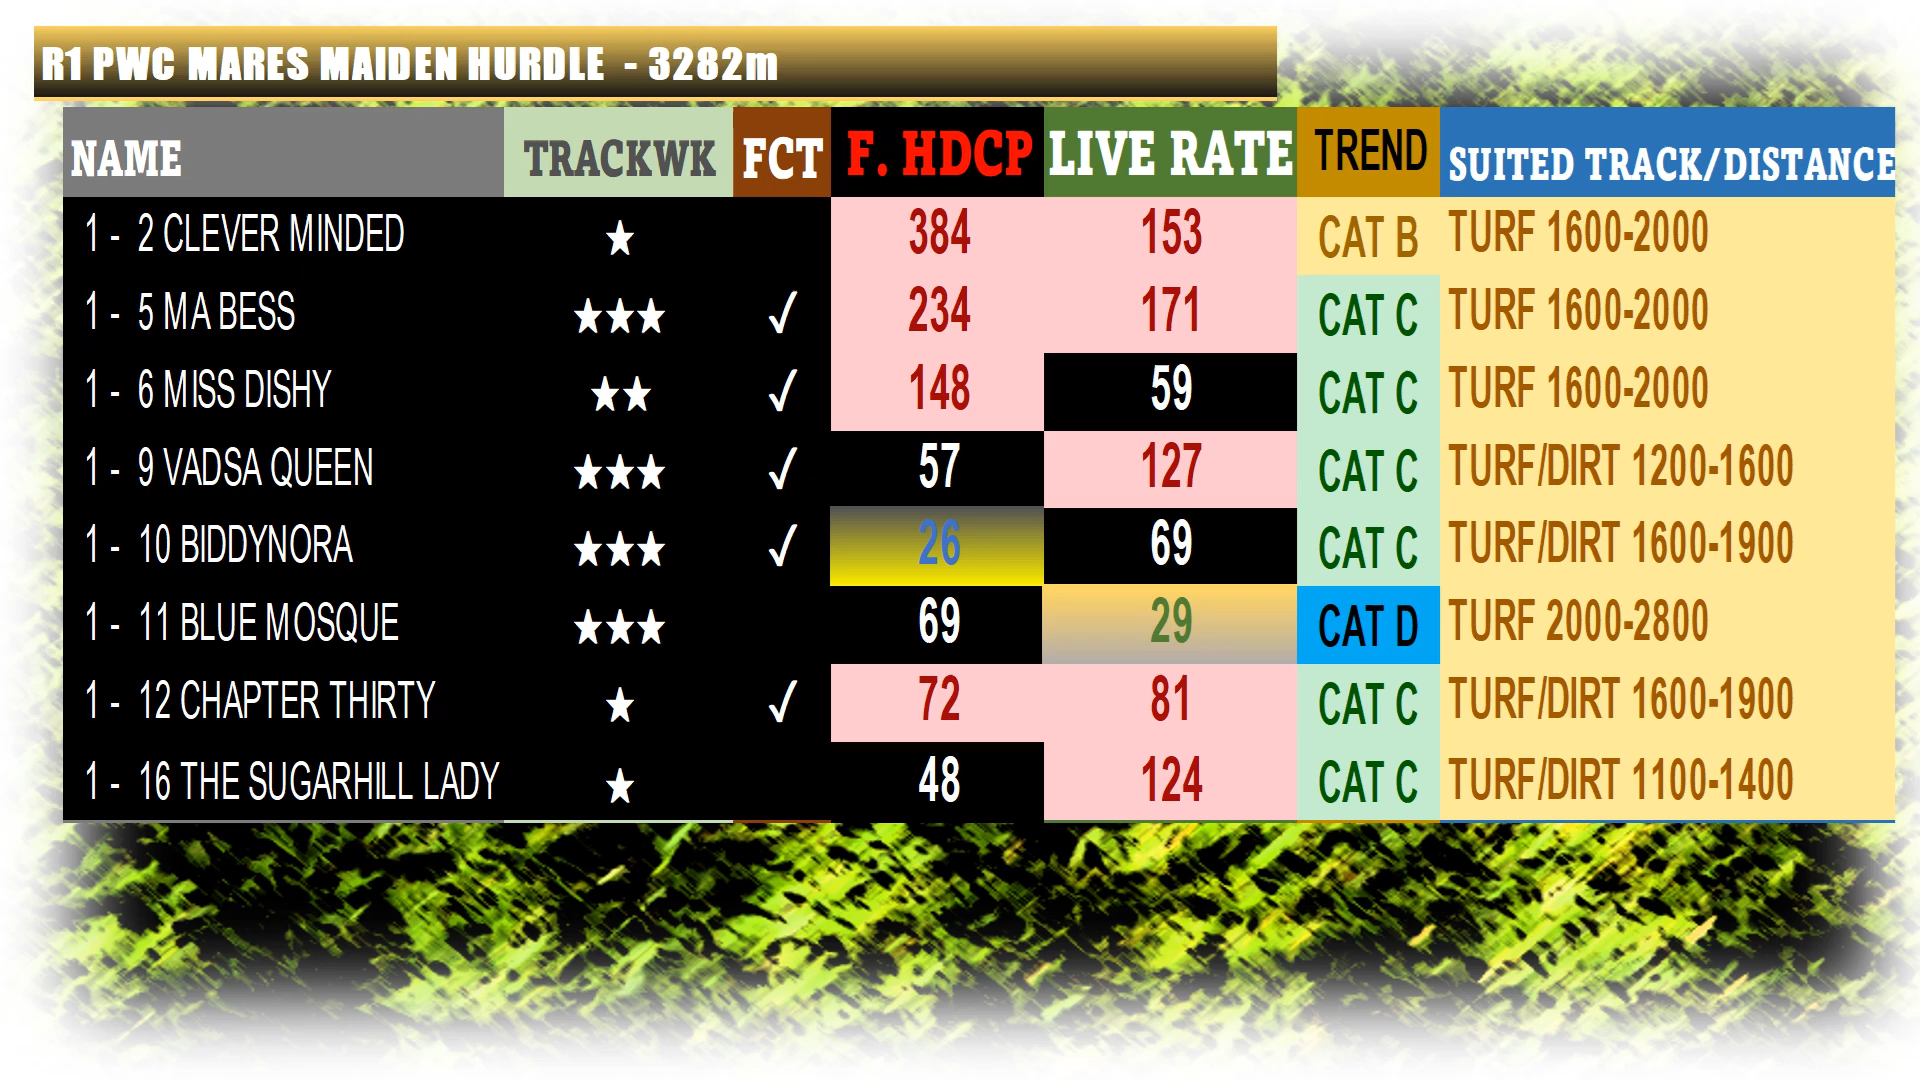 R1 PWC MARES MAIDEN HURDLE - 3282m
NAME TRACKWK FCT F. HDCP LIVE RATE TREND SUITED TRACK/DISTANCE
1 - 2 CLEVER MINDED ★ 384 153 CAT B TURF 1600-2000
1 - 5 MA BESS ★★★ ✓ 234 171 CAT C TURF 1600-2000
1 - 6 MISS DISHY ★★ ✓ 148 59 CAT C TURF 1600-2000
1 - 9 VADSA QUEEN ★★★ ✓ 57 127 CAT C TURF/DIRT 1200-1600
1 - 10 BIDDYNORA ★★★ ✓ 26 69 CAT C TURF/DIRT 1600-1900
1 - 11 BLUE MOSQUE ★★★ 69 29 CAT D TURF 2000-2800
1 - 12 CHAPTER THIRTY ★ ✓ 72 81 CAT C TURF/DIRT 1600-1900
1 - 16 THE SUGARHILL LADY ★ 48 124 CAT C TURF/DIRT 1100-1400